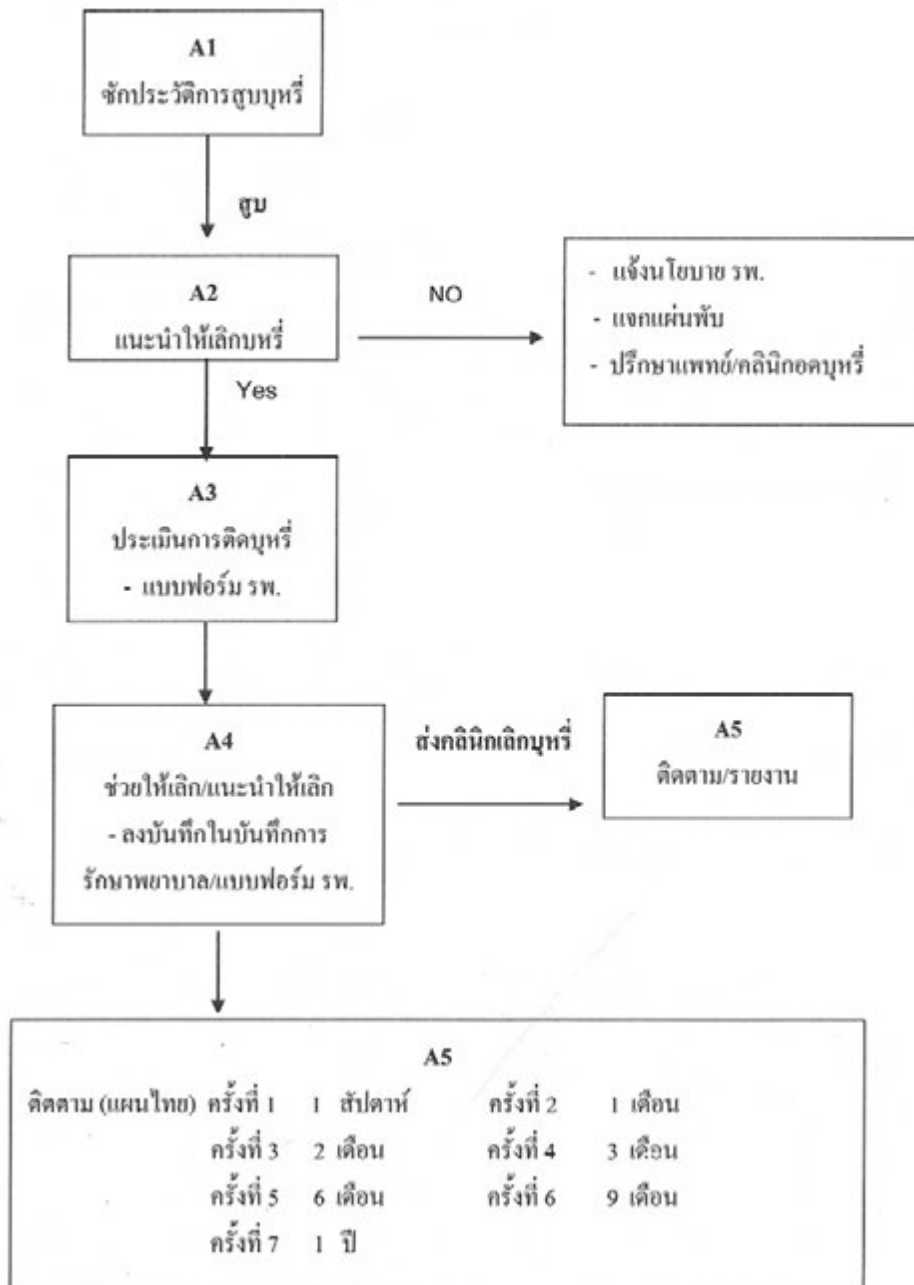 A1
ซักประวัติการสูบบุหรี่
สูบ
A2
แนะนำให้เลิกบหรี่
NO
- แจ้งนโยบาย รพ.
- แจกแผ่นพับ
- ปรึกษาแพทย์/คลินิกอดบุหรี่
Yes
A3
ประเมินการติดบุหรี่
- แบบฟอร์ม รพ.
A4
ช่วยให้เลิก/แนะนำให้เลิก
- ลงบันทึกในบันทึกการ
รักษาพยาบาล/แบบฟอร์ม รพ.
ส่งคลินิกเลิกบุหรี่
A5
ติดตาม/รายงาน
A5
ติดตาม (แผนไทย) ครั้งที่ 1 1 สัปดาห์ ครั้งที่ 2 1 เดือน
ครั้งที่ 3 2 เดือน ครั้งที่ 4 3 เดือน
ครั้งที่ 5 6 เดือน ครั้งที่ 6 9 เดือน
ครั้งที่ 7 1 ปี